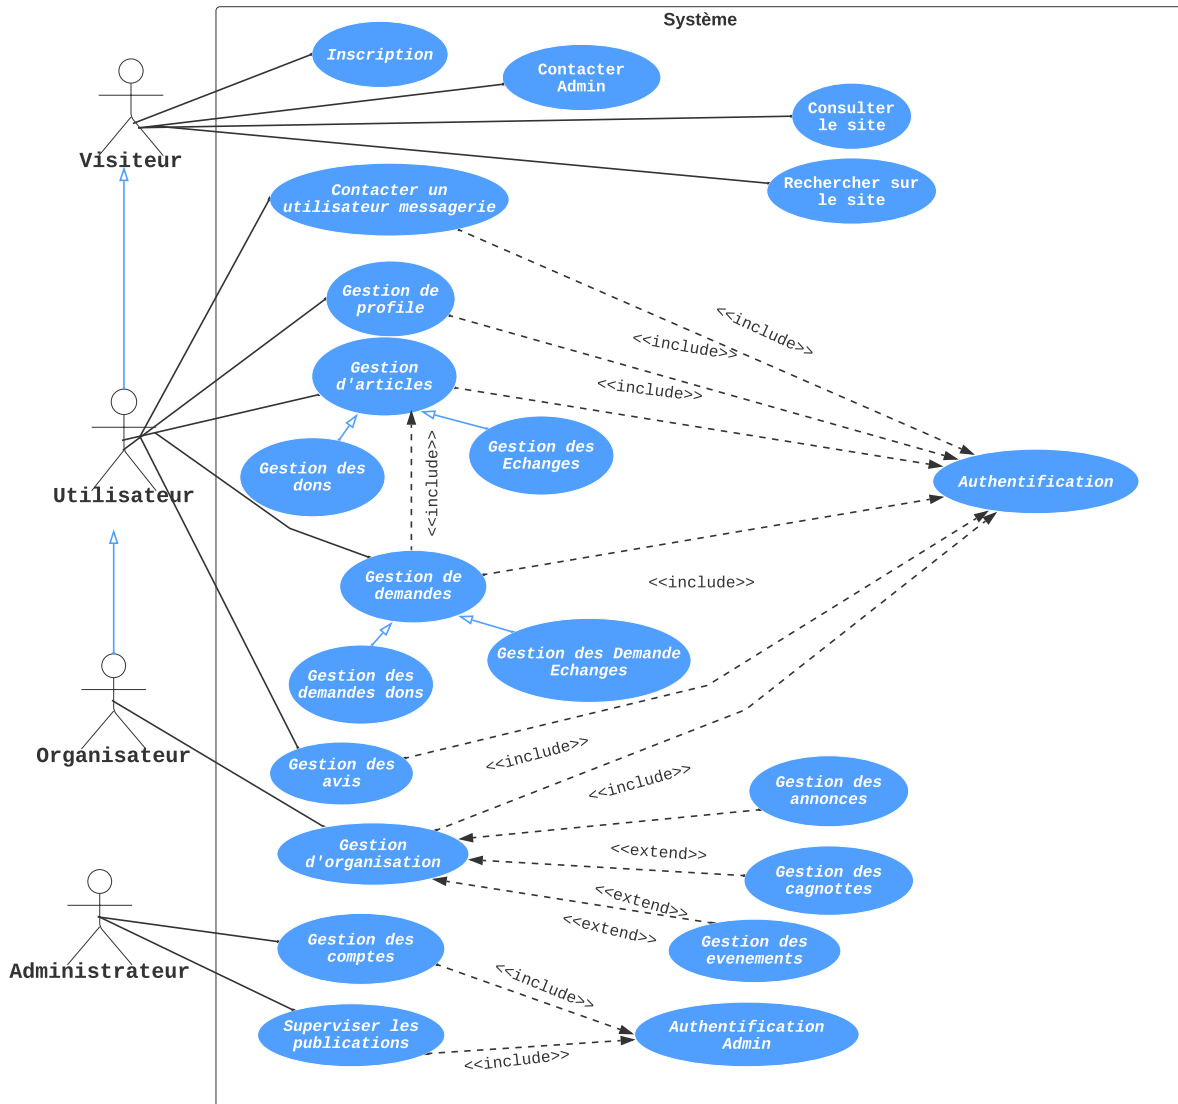 Système
Inscription
Contacter
Admin
Consulter
le site
Visiteur
Rechercher sur
le site
Contacter un
utilisateur messagerie
Gestion de
profile
<<include>>
<<include>>
Gestion
d'articles
<<include>>
Gestion des
dons
<<include>>
Gestion des
Echanges
Authentification
Utilisateur
Gestion de
demandes
<<include>>
Gestion des
demandes dons
Gestion des Demande
Echanges
Organisateur
Gestion des
avis
<<include>>
<<include>>
Gestion des
annonces
Gestion
d'organisation
<<extend>>
Gestion des
cagnottes
<<extend>>
<<extend>>
Gestion des
evenements
Administrateur
Gestion des
comptes
<<include>>
Superviser les
publications
<<include>>
Authentification
Admin